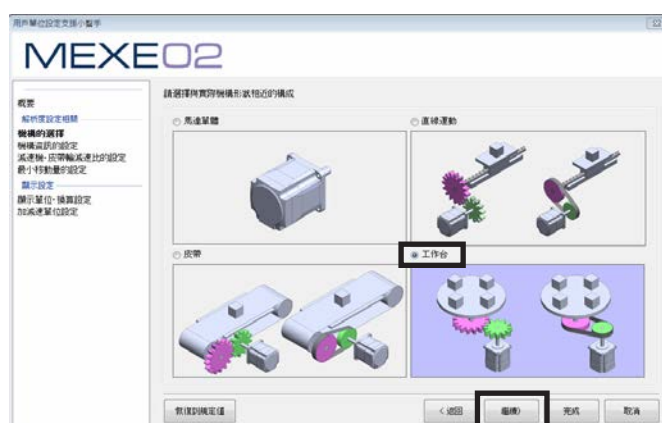 用戶單位設定支援小幫手
MEXE02
請選擇與實際機構形狀相近的構成
概要
解析度設定相關
機構的選擇
機構資訊的設定
減速機・皮帶輪減速比的設定
最小移動量的設定
顯示設定
顯示單位・換算設定
加減速單位設定
馬達單體
直線運動
皮帶
工作台
恢復到規定值
< 返回
繼續)
完成
取消